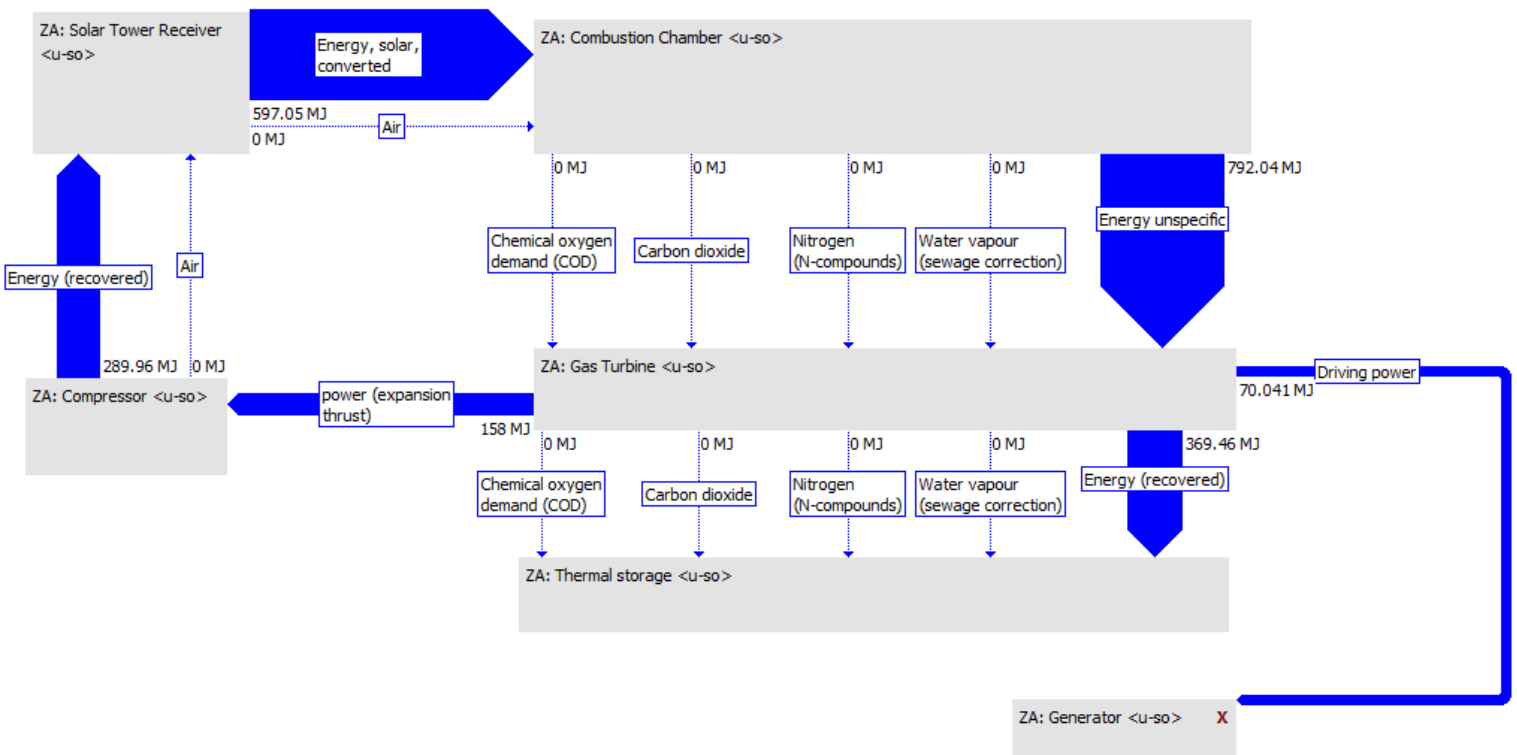 ZA: Solar Tower Receiver
<u-so>
Energy, solar,
converted
ZA: Combustion Chamber <u-so>
597.05 MJ
0 MJ
Air
0 MJ
0 MJ
0 MJ
0 MJ
792.04 MJ
Energy unspecific
Chemical oxygen
demand (COD)
Carbon dioxide
Nitrogen
(N-compounds)
Water vapour
(sewage correction)
Energy (recovered)
Air
289.96 MJ
0 MJ
ZA: Compressor <u-so>
power (expansion
thrust)
158 MJ
ZA: Gas Turbine <u-so>
Driving power
70.041 MJ
0 MJ
0 MJ
0 MJ
0 MJ
369.46 MJ
Chemical oxygen
demand (COD)
Carbon dioxide
Nitrogen
(N-compounds)
Water vapour
(sewage correction)
Energy (recovered)
ZA: Thermal storage <u-so>
ZA: Generator <u-so> X